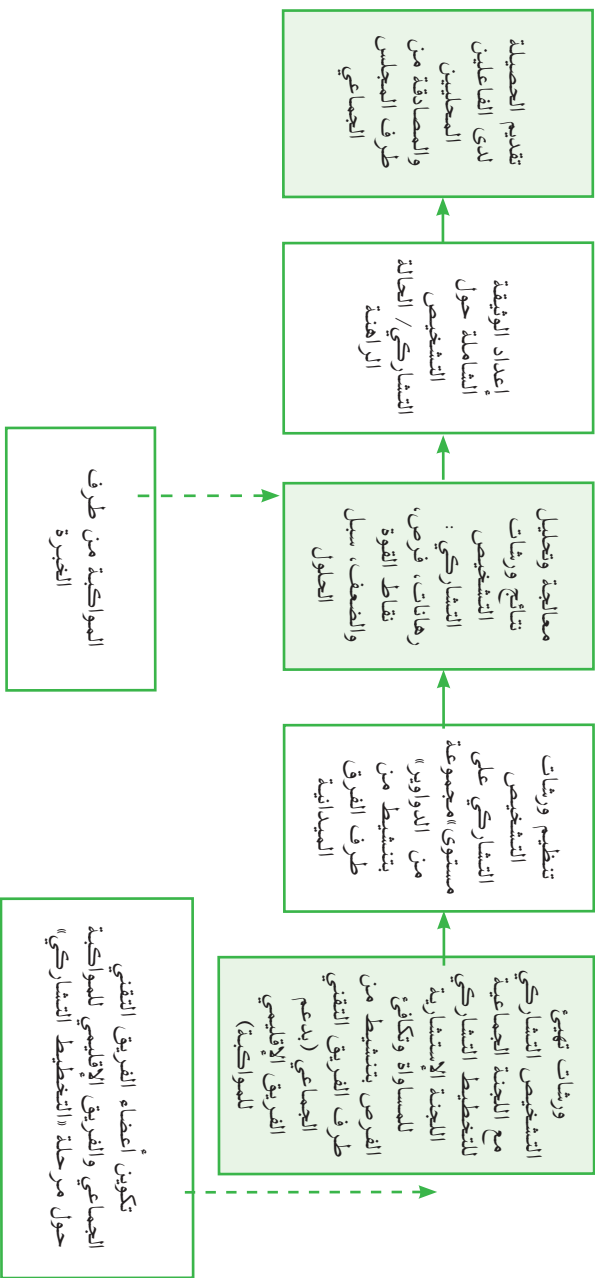 ورشات تهيئ
التشخيص التشاركي
مع اللجنة الجماعية
للتخطيط التشاركي
اللجنة الإستشارية
للمساواة وتكافئ
الفرص بتنشيط من
طرف الفريق التقني
الجماعي (بدعم
الفريق الإقليمي
للمواكبة)
تنظيم ورشات
التشخيص
التشاركي على
مستوى»مجموعة
من الدواوير»
بتنشيط من
طرف الفرق
الميدانية
معالجة وتحليل
نتائج ورشات
التشخيص
التشاركي :
رهانات، فرص،
نقاط القوة
والضعف، سبل
الحلول
أعداد الوثيقة
الشاملة حول
التشخيص
التشاركي/ الحالة
الراهنة
تقديم الحصيلة
لدى الفاعلين
المحليين
والمصادقة من
طرف المجلس
الجماعي
تكوين أعضاء الفريق التقني
الجماعي والفريق الإقليمي للمواكبة
حول مرحلة «التخطيط التشاركي»
المواكبة من طرف
الخبرة